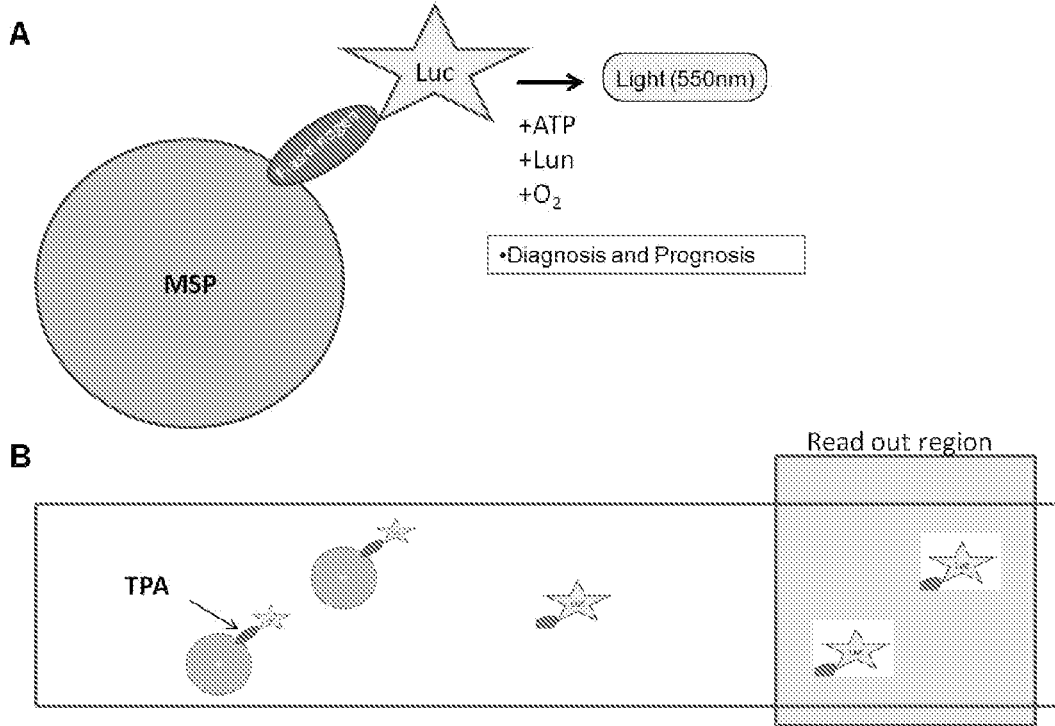 A
Luc
Light (550nm)
+ATP
+Lun
+O₂
•Diagnosis and Prognosis
MSP
B
Read out region
TPA